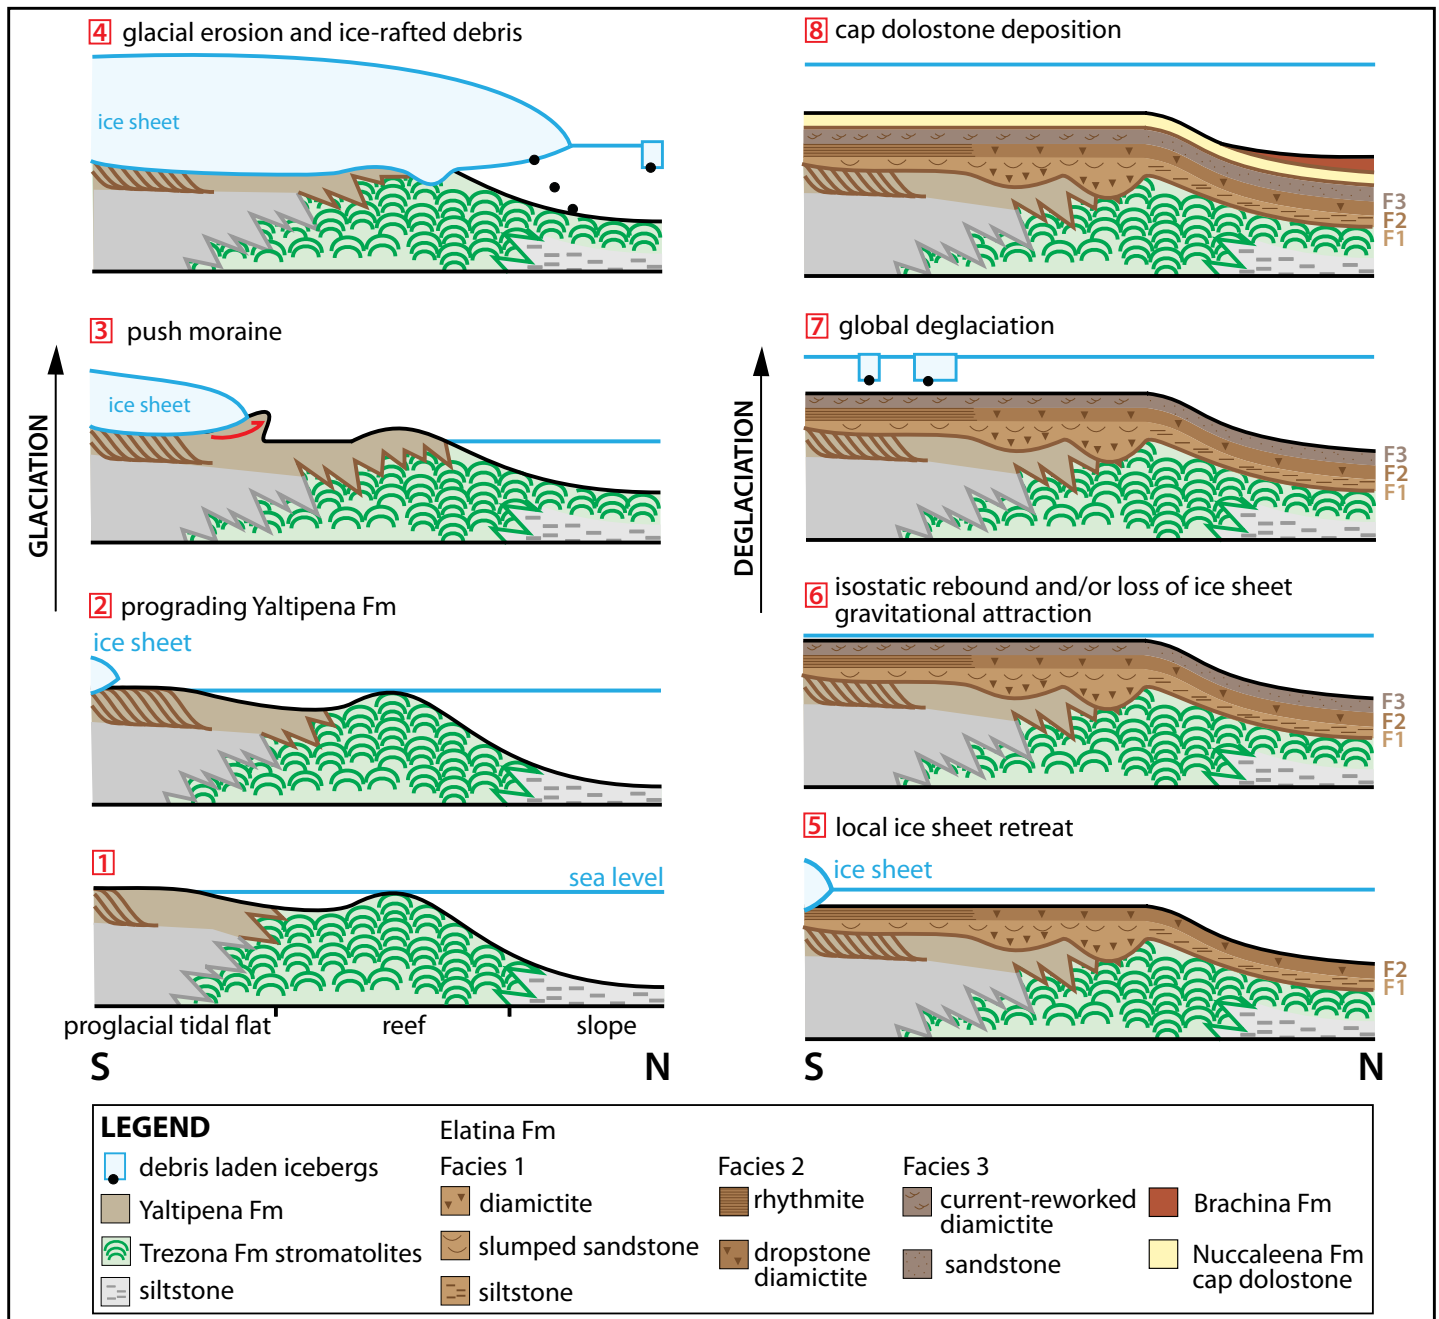 4 glacial erosion and ice-rafted debris
ice sheet
3 push moraine
ice sheet
GLACIATION
2 prograding Yaltipena Fm
ice sheet
1
sea level
proglacial tidal flat
reef
slope
S
N
8 cap dolostone deposition
F3
F2
F1
7 global deglaciation
F3
F2
F1
DEGLACIATION
6 isostatic rebound and/or loss of ice sheet
gravitational attraction
F3
F2
F1
5 local ice sheet retreat
ice sheet
F2
F1
S
N
LEGEND
debris laden icebergs
Yaltipena Fm
Trezona Fm stromatolites
siltstone
Elatina Fm
Facies 1
diamictite
slumped sandstone
siltstone
Facies 2
rhythmite
dropstone
diamictite
Facies 3
current-reworked
diamictite
sandstone
Brachina Fm
Nuccaleena Fm
cap dolostone